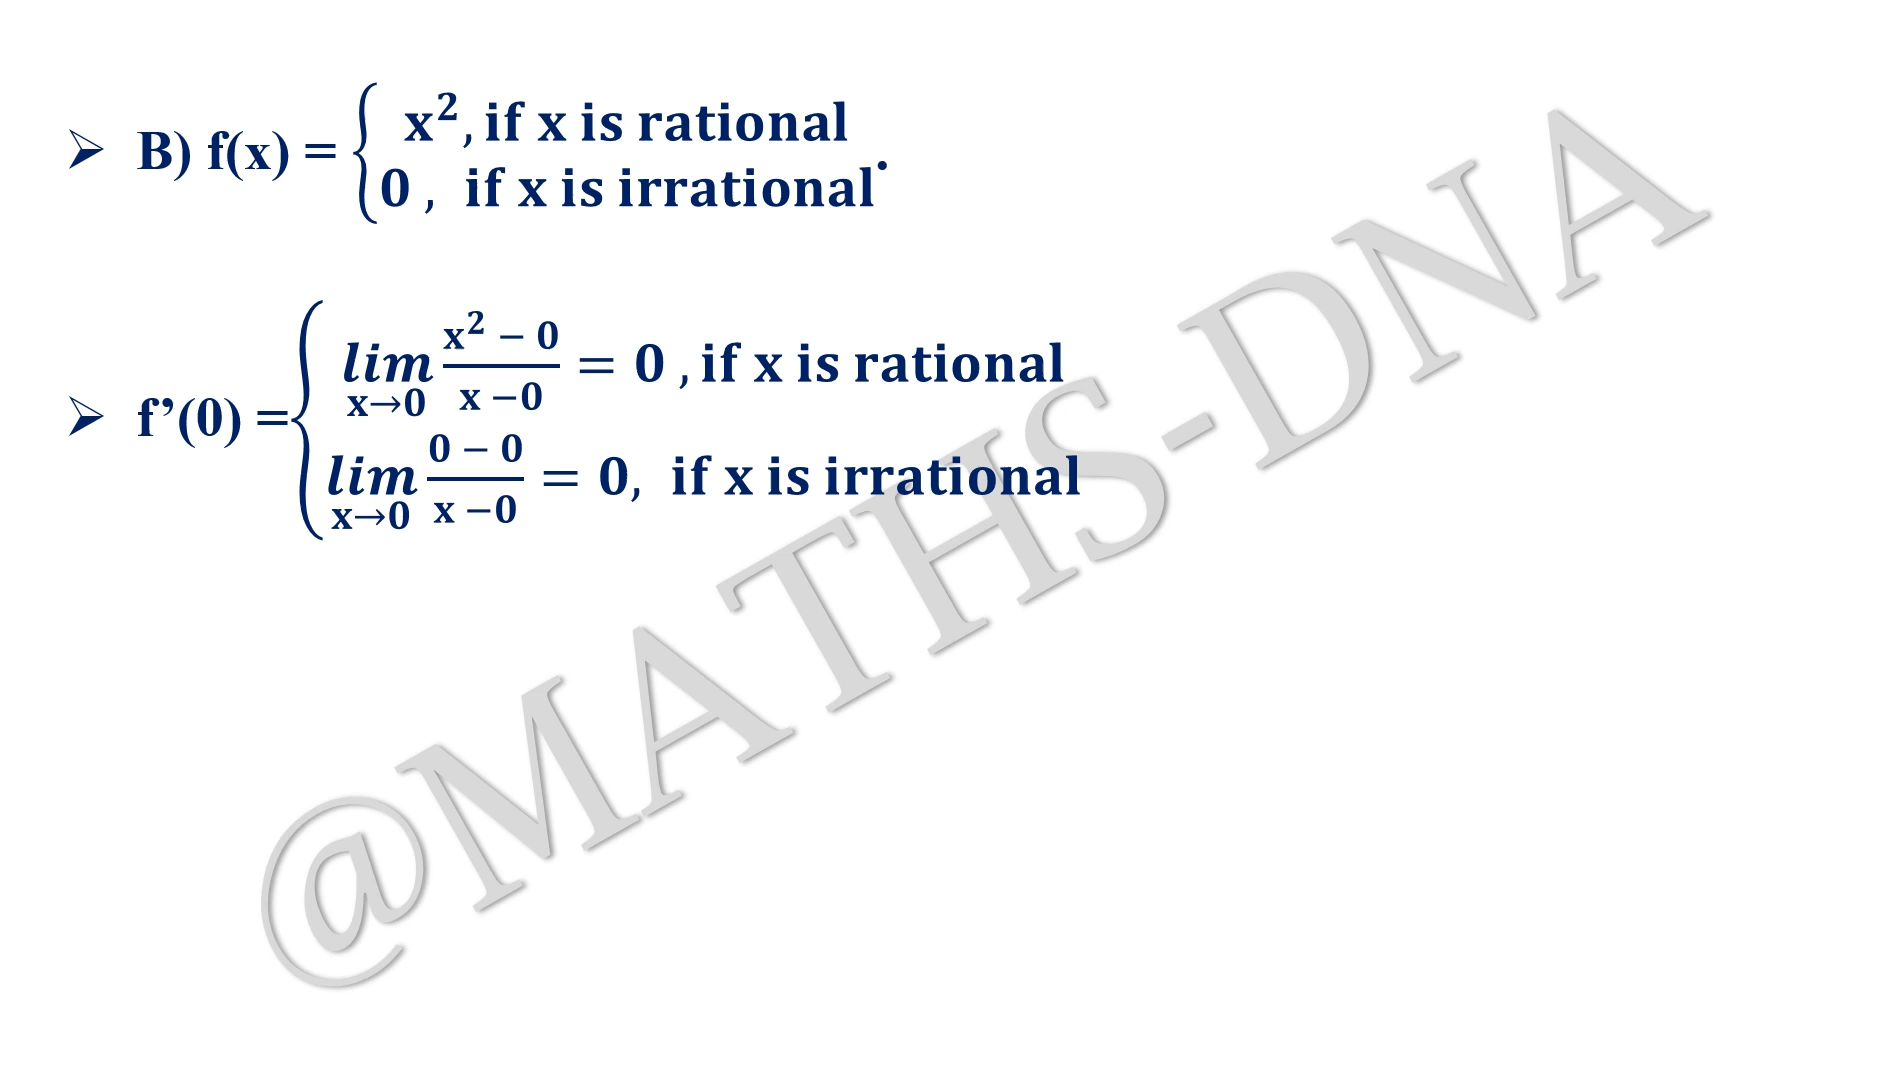 ➢ B) f(x) = { x², if x is rational
0 , if x is irrational.
➢ f’(0) = { lim x→0 (x² − 0)/(x −0) = 0 , if x is rational
lim x→0 (0 − 0)/(x −0) = 0, if x is irrational
@MATHS-DNA